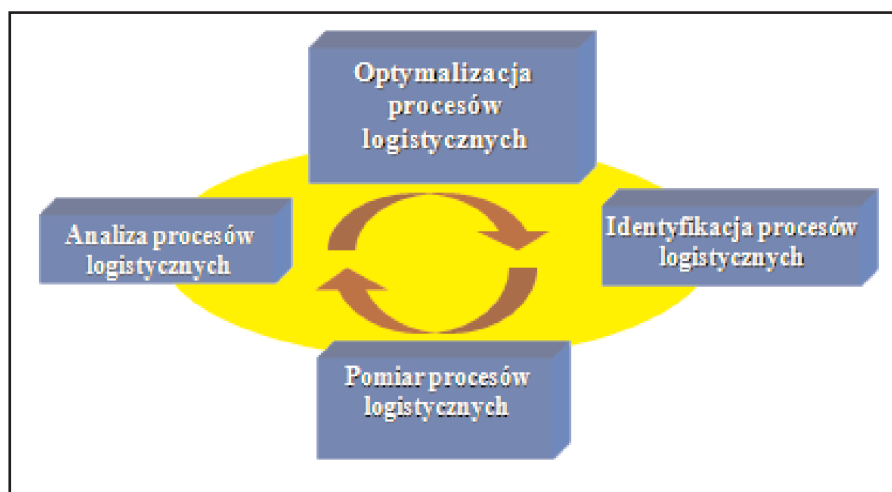 Optymalizacja
procesów
logistycznych
Analiza procesów
logistycznych
Identyfikacja procesów
logistycznych
Pomiar procesów
logistycznych